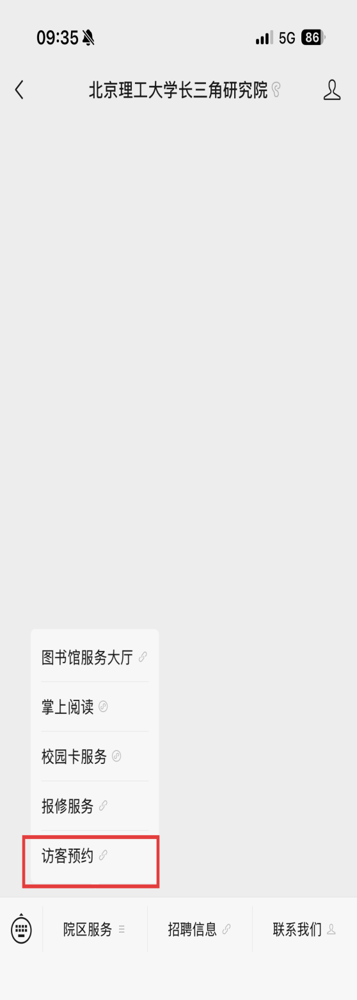 09:35
5G 86
北京理工大学长三角研究院
图书馆服务大厅
掌上阅读
校园卡服务
报修服务
访客预约
院区服务 招聘信息 联系我们